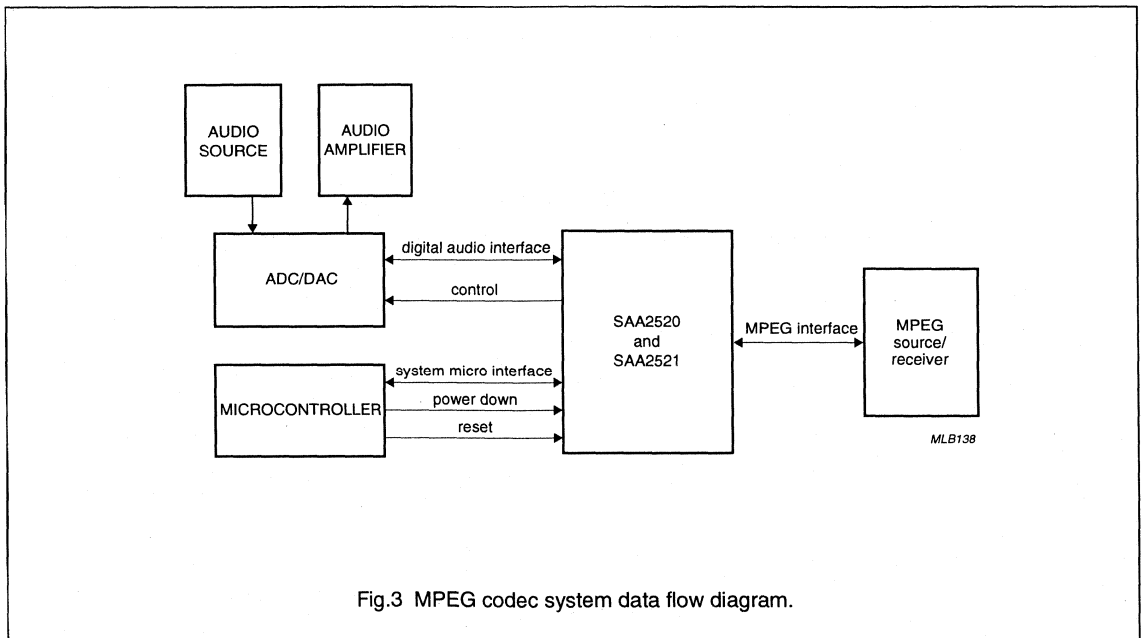 AUDIO
SOURCE
AUDIO
AMPLIFIER
ADC/DAC
digital audio interface
control
MICROCONTROLLER
system micro interface
power down
reset
SAA2520
and
SAA2521
MPEG interface
MPEG
source/
receiver
MLB138
Fig.3 MPEG codec system data flow diagram.